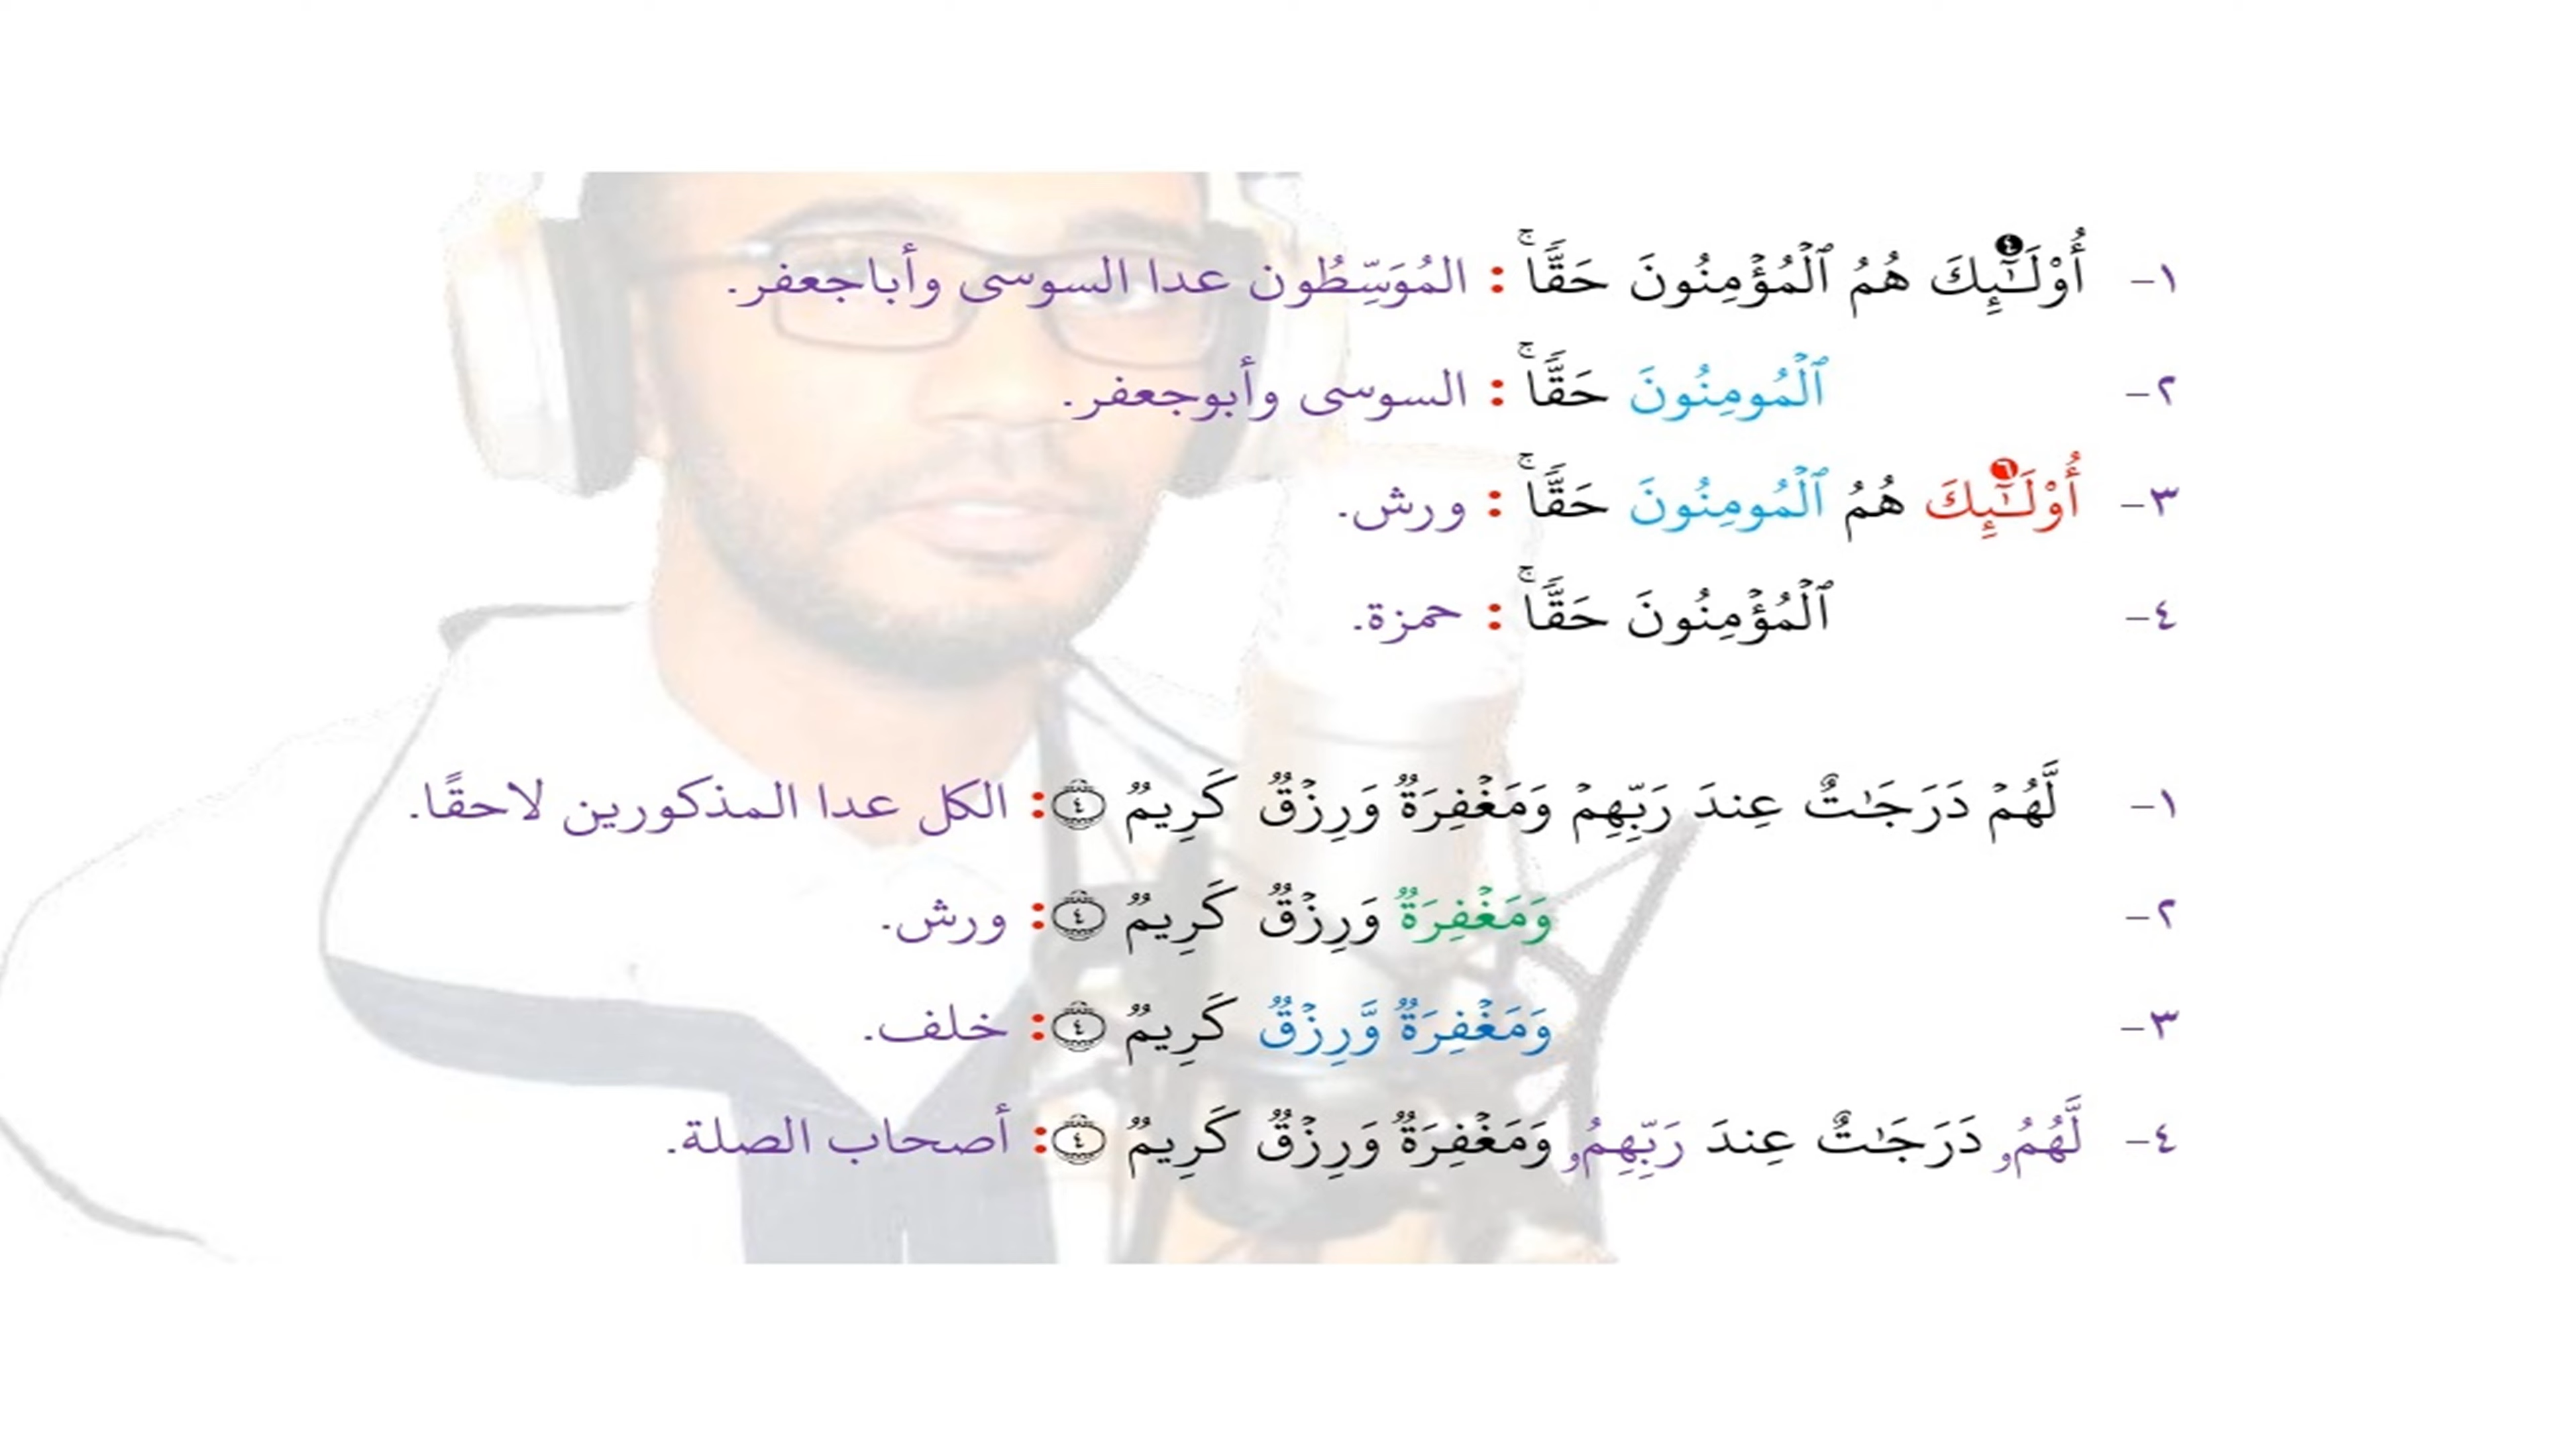 ١- أُوْلَـٰٓئِكَ ٤ هُمُ ٱلْمُؤْمِنُونَ حَقًّاۚ : المُوَسِّطُون عدا السوسى وأباجعفر.
٢- ٱلْمُومِنُونَ حَقًّاۚ : السوسى وأبوجعفر.
٣- أُوْلَـٰٓئِكَ ٦ هُمُ ٱلْمُومِنُونَ حَقًّاۚ : ورش.
٤- ٱلْمُؤْمِنُونَ حَقًّاۚ : حمزة.
١- لَّهُمْ دَرَجَـٰتٌ عِندَ رَبِّهِمْ وَمَغْفِرَةٌ وَرِزْقٌ كَرِيمٌ ٤ : الكل عدا المذكورين لاحقًا.
٢- وَمَغْفِرَةٌ وَرِزْقٌ كَرِيمٌ ٤ : ورش.
٣- وَمَغْفِرَةٌ وَّرِزْقٌ كَرِيمٌ ٤ : خلف.
٤- لَّهُمُۥ دَرَجَـٰتٌ عِندَ رَبِّهِمُۥ وَمَغْفِرَةٌ وَرِزْقٌ كَرِيمٌ ٤ : أصحاب الصلة.